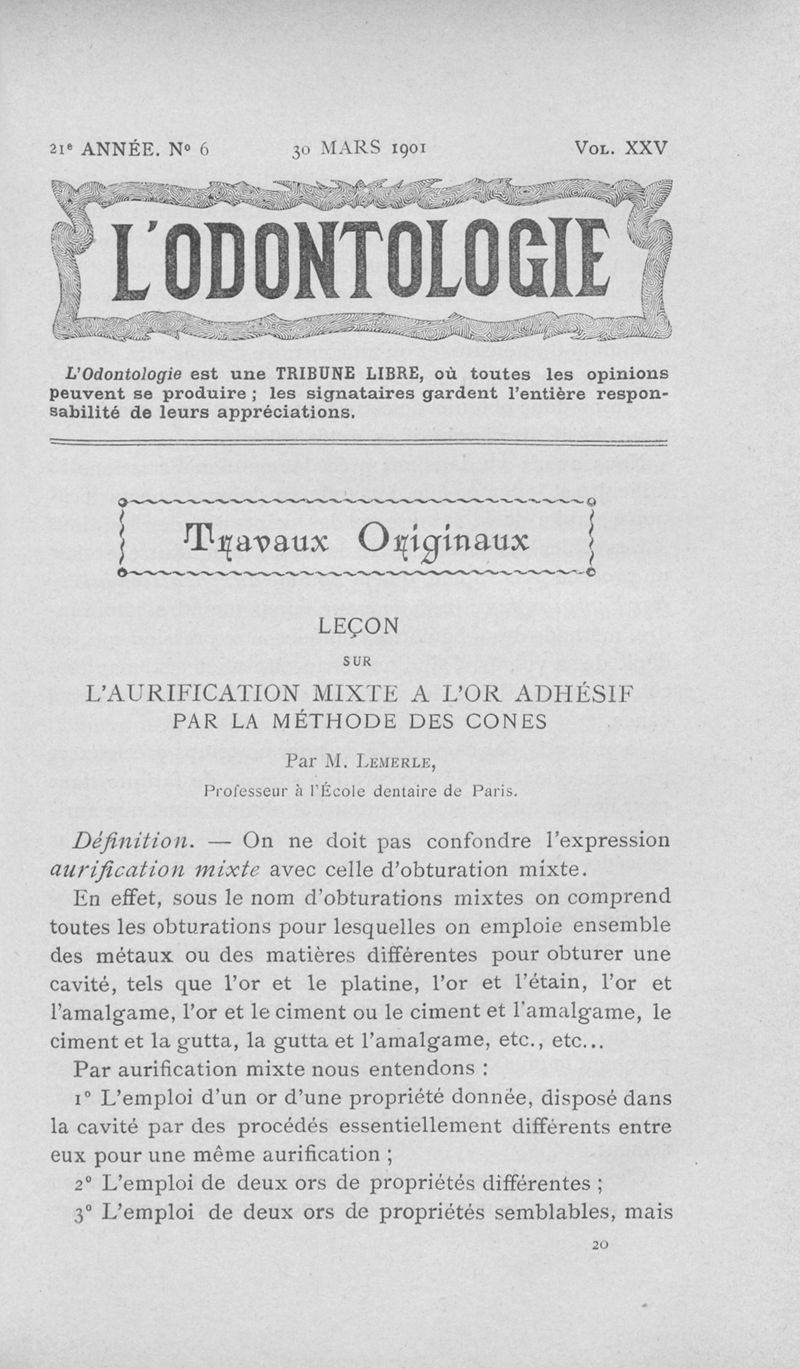 21e ANNÉE. No 6 30 MARS 1901 VOL. XXV
L'ODONTOLOGIE
L'Odontologie est une TRIBUNE LIBRE, où toutes les opinions
peuvent se produire ; les signataires gardent l'entière respon-
sabilité de leurs appréciations.
Travaux Originaux
LEÇON
SUR
L'AURIFICATION MIXTE A L'OR ADHÉSIF
PAR LA MÉTHODE DES CONES
Par M. LEMERLE,
Professeur à l'École dentaire de Paris.
Définition. — On ne doit pas confondre l'expression
aurification mixte avec celle d'obturation mixte.
En effet, sous le nom d'obturations mixtes on comprend
toutes les obturations pour lesquelles on emploie ensemble
des métaux ou des matières différentes pour obturer une
cavité, tels que l'or et le platine, l'or et l'étain, l'or et
l'amalgame, l'or et le ciment ou le ciment et l'amalgame, le
ciment et la gutta, la gutta et l'amalgame, etc., etc...
Par aurification mixte nous entendons :
1° L'emploi d'un or d'une propriété donnée, disposé dans
la cavité par des procédés essentiellement différents entre
eux pour une même aurification ;
2° L'emploi de deux ors de propriétés différentes ;
3° L'emploi de deux ors de propriétés semblables, mais
20